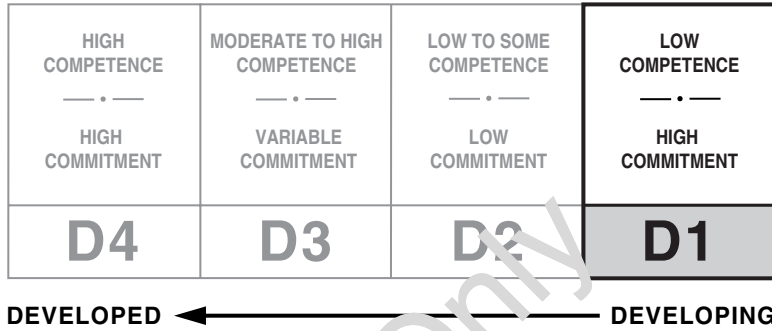 HIGH
COMPETENCE
HIGH
COMMITMENT
D4
MODERATE TO HIGH
COMPETENCE
VARIABLE
COMMITMENT
D3
LOW TO SOME
COMPETENCE
LOW
COMMITMENT
D2
LOW
COMPETENCE
HIGH
COMMITMENT
D1
DEVELOPED
DEVELOPING
Only